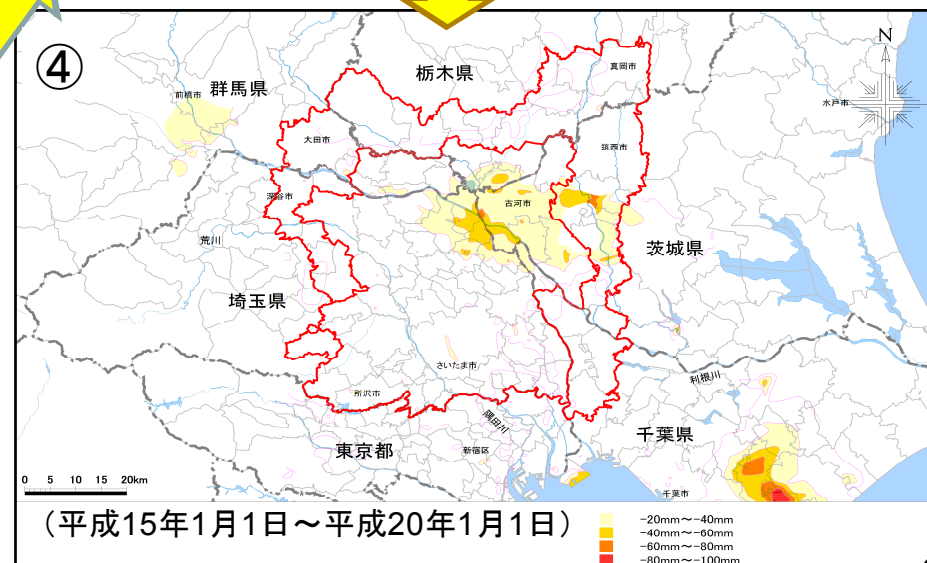 ④
N
栃木県
真岡市
群馬県
前橋市
水戸市
大田市
筑西市
深谷市
古河市
荒川
茨城県
埼玉県
さいたま市
利根川
所沢市
隅田川
千葉県
東京都
新宿区
千葉市
0 5 10 15 20km
(平成15年1月1日～平成20年1月1日)
-20mm～-40mm
-40mm～-60mm
-60mm～-80mm
-80mm～-100mm